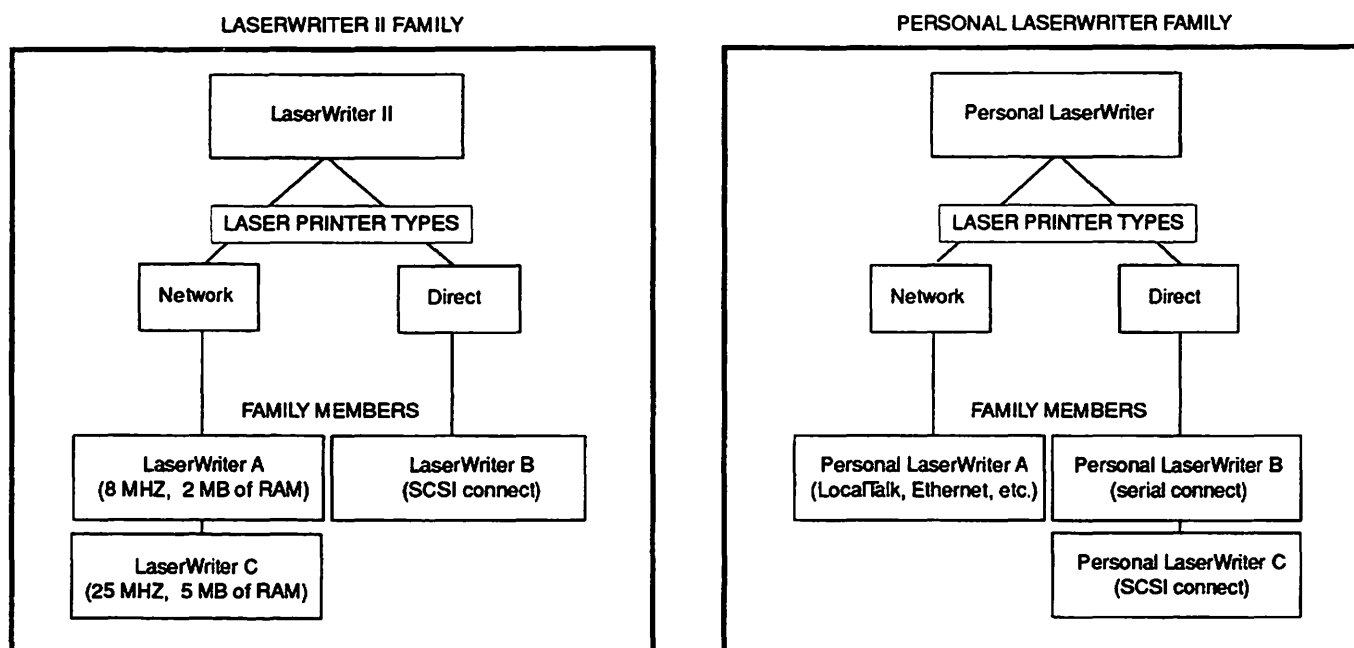 LASERWRITER II FAMILY
LaserWriter II
LASER PRINTER TYPES
Network
Direct
FAMILY MEMBERS
LaserWriter A
(8 MHZ, 2 MB of RAM)
LaserWriter B
(SCSI connect)
LaserWriter C
(25 MHZ, 5 MB of RAM)
PERSONAL LASERWRITER FAMILY
Personal LaserWriter
LASER PRINTER TYPES
Network
Direct
FAMILY MEMBERS
Personal LaserWriter A
(LocalTalk, Ethernet, etc.)
Personal LaserWriter B
(serial connect)
Personal LaserWriter C
(SCSI connect)